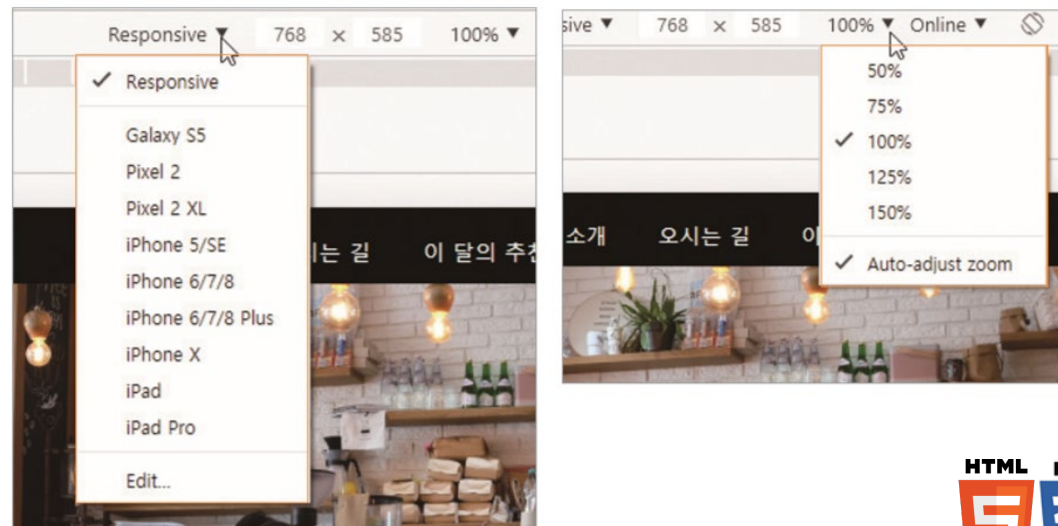 Responsive ▼ 768 × 585 100% ▼
✓ Responsive
Galaxy S5
Pixel 2
Pixel 2 XL
iPhone 5/SE
iPhone 6/7/8
iPhone 6/7/8 Plus
iPhone X
iPad
iPad Pro
Edit...
는 길 이 달의 추천
sive ▼ 768 × 585 100% ▼ Online ▼
50%
75%
✓ 100%
125%
150%
✓ Auto-adjust zoom
소개 오시는 길 이
HTML